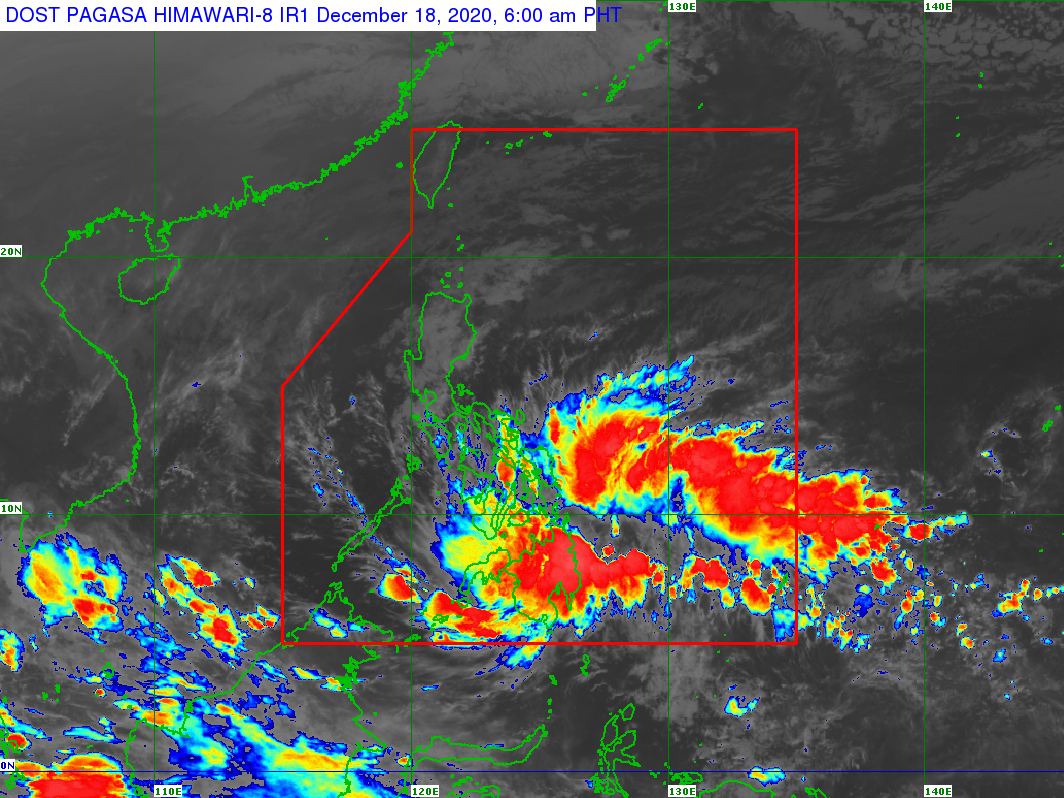 DOST PAGASA HIMAWARI-8 IR1 December 18, 2020, 6:00 am PHT
130E
140E
20N
10N
0N
110E
120E
130E
140E